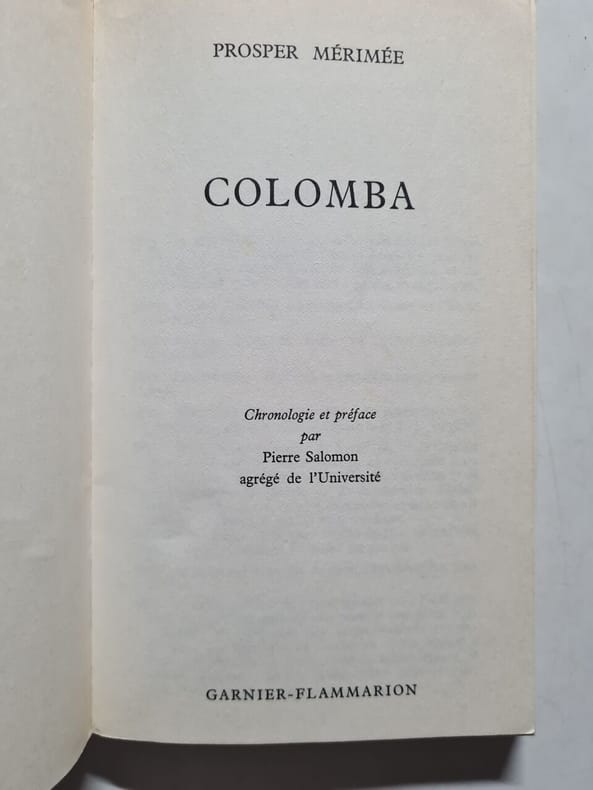 PROSPER MÉRIMÉE
COLOMBA
Chronologie et préface
par
Pierre Salomon
agrégé de l'Université
GARNIER-FLAMMARION